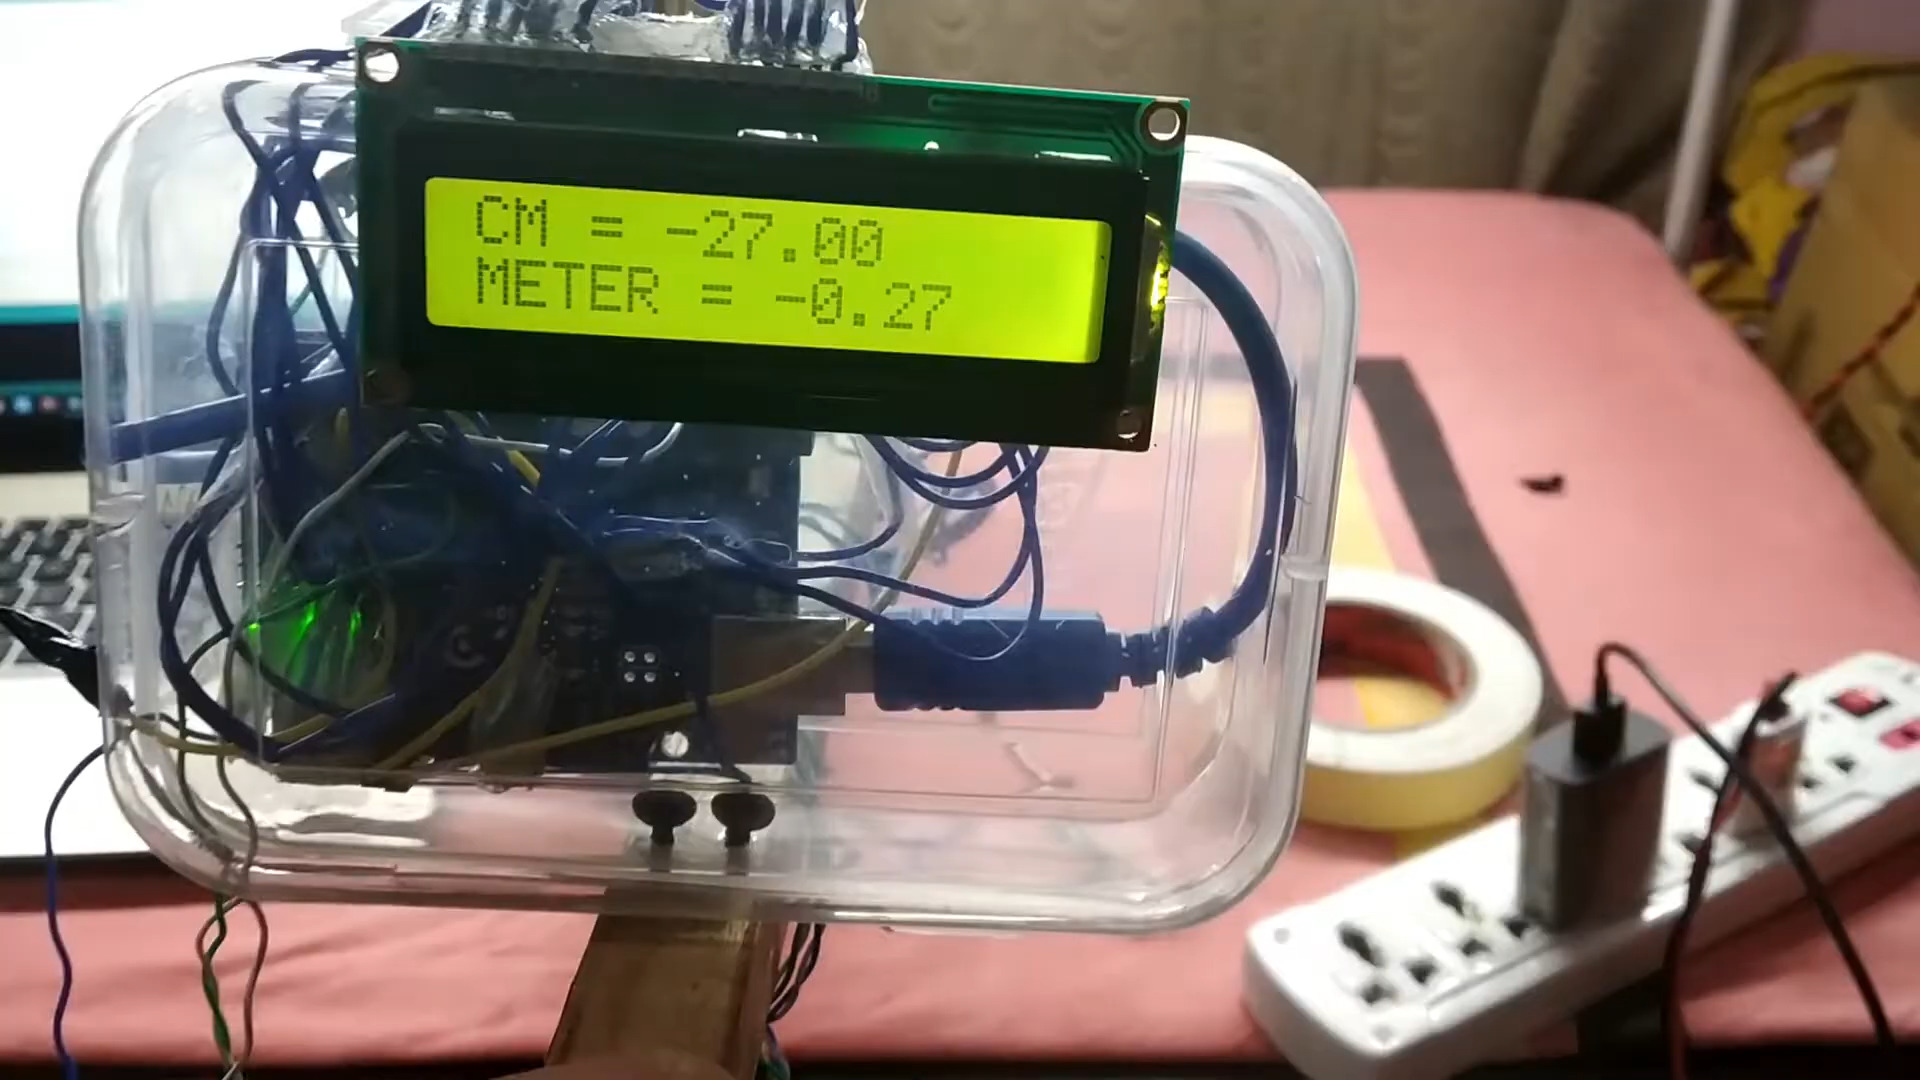 CM = -27.00
METER = -0.27